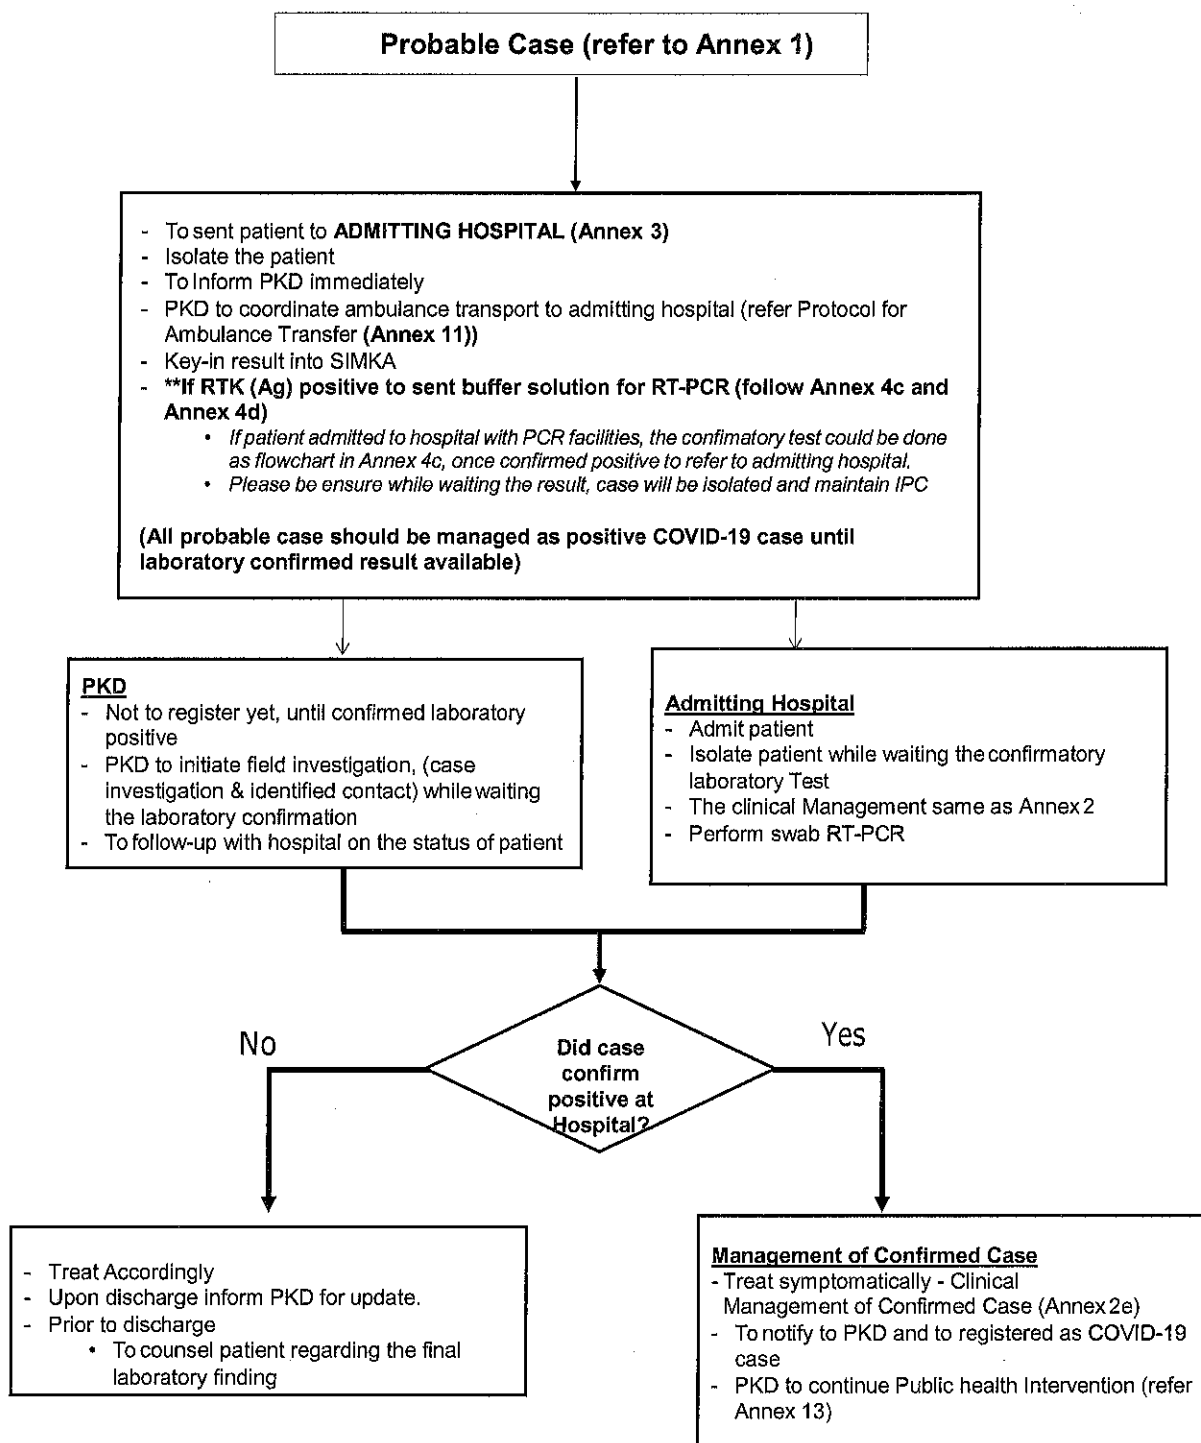 Probable Case (refer to Annex 1)
- To sent patient to ADMITTING HOSPITAL (Annex 3)
- Isolate the patient
- To Inform PKD immediately
- PKD to coordinate ambulance transport to admitting hospital (refer Protocol for
Ambulance Transfer (Annex 11))
- Key-in result into SIMKA
- **If RTK (Ag) positive to sent buffer solution for RT-PCR (follow Annex 4c and
Annex 4d)
• If patient admitted to hospital with PCR facilities, the confimatory test could be done
as flowchart in Annex 4c, once confirmed positive to refer to admitting hospital.
• Please be ensure while waiting the result, case will be isolated and maintain IPC
(All probable case should be managed as positive COVID-19 case until
laboratory confirmed result available)
PKD
- Not to register yet, until confirmed laboratory
positive
- PKD to initiate field investigation, (case
investigation & identified contact) while waiting
the laboratory confirmation
- To follow-up with hospital on the status of patient
Admitting Hospital
- Admit patient
- Isolate patient while waiting the confirmatory
laboratory Test
- The clinical Management same as Annex 2
- Perform swab RT-PCR
No
Did case
confirm
positive at
Hospital?
Yes
- Treat Accordingly
- Upon discharge inform PKD for update.
- Prior to discharge
• To counsel patient regarding the final
laboratory finding
Management of Confirmed Case
- Treat symptomatically - Clinical
Management of Confirmed Case (Annex 2e)
- To notify to PKD and to registered as COVID-19
case
- PKD to continue Public health Intervention (refer
Annex 13)